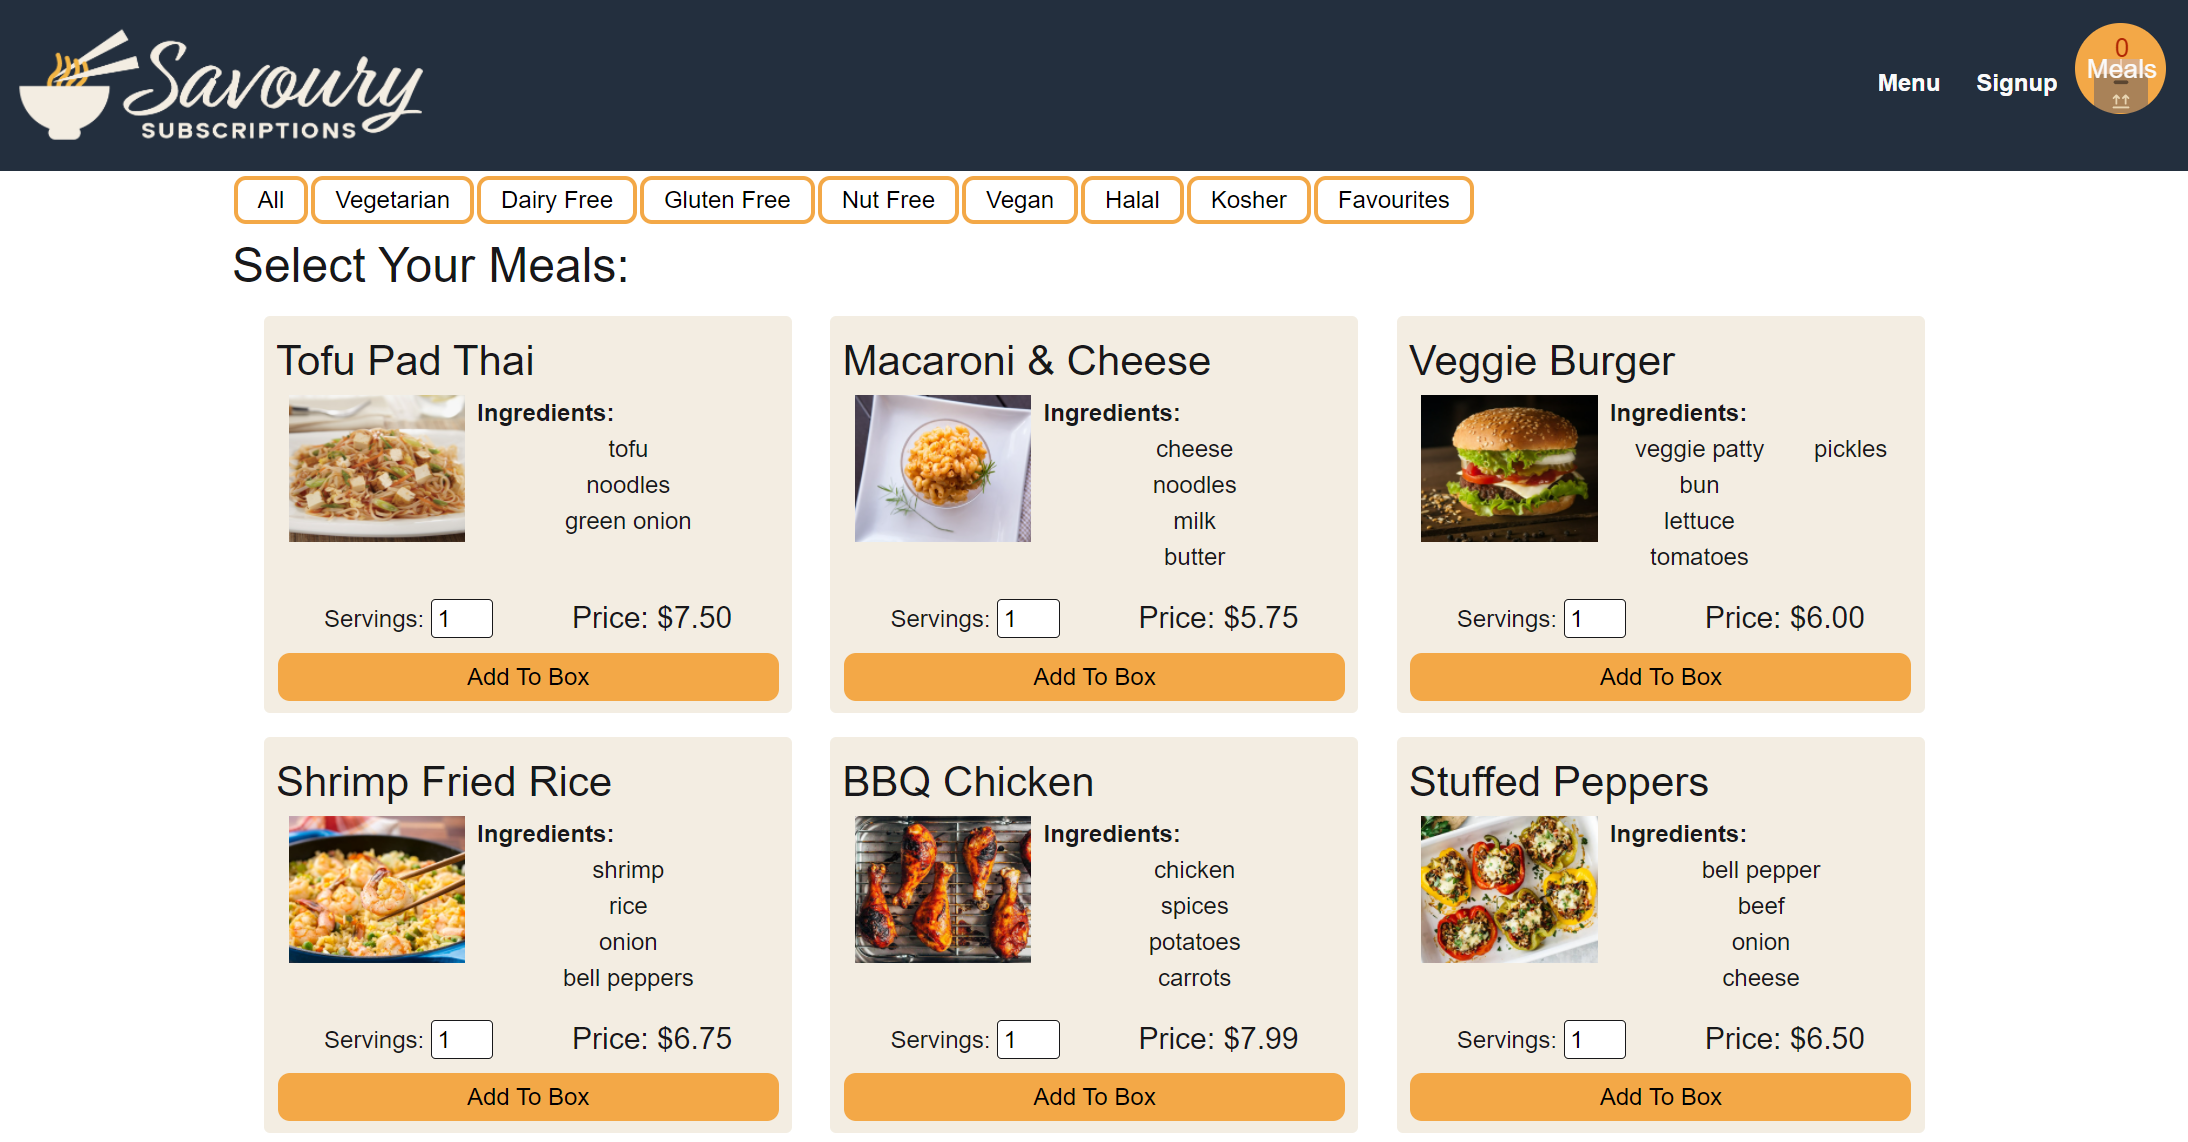 Savoury
SUBSCRIPTIONS
Menu
Signup
0
Meals
All
Vegetarian
Dairy Free
Gluten Free
Nut Free
Vegan
Halal
Kosher
Favourites
Select Your Meals:
Tofu Pad Thai
Ingredients:
tofu
noodles
green onion
Servings: 1
Price: $7.50
Add To Box
Macaroni & Cheese
Ingredients:
cheese
noodles
milk
butter
Servings: 1
Price: $5.75
Add To Box
Veggie Burger
Ingredients:
veggie patty
bun
lettuce
tomatoes
pickles
Servings: 1
Price: $6.00
Add To Box
Shrimp Fried Rice
Ingredients:
shrimp
rice
onion
bell peppers
Servings: 1
Price: $6.75
Add To Box
BBQ Chicken
Ingredients:
chicken
spices
potatoes
carrots
Servings: 1
Price: $7.99
Add To Box
Stuffed Peppers
Ingredients:
bell pepper
beef
onion
cheese
Servings: 1
Price: $6.50
Add To Box